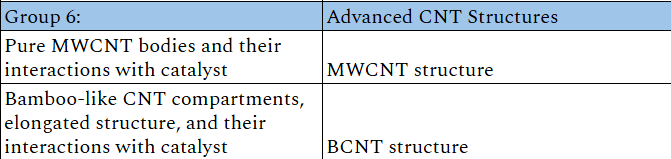 Group 6:
Advanced CNT Structures
Pure MWCNT bodies and their
interactions with catalyst
MWCNT structure
Bamboo-like CNT compartments,
elongated structure, and their
interactions with catalyst
BCNT structure